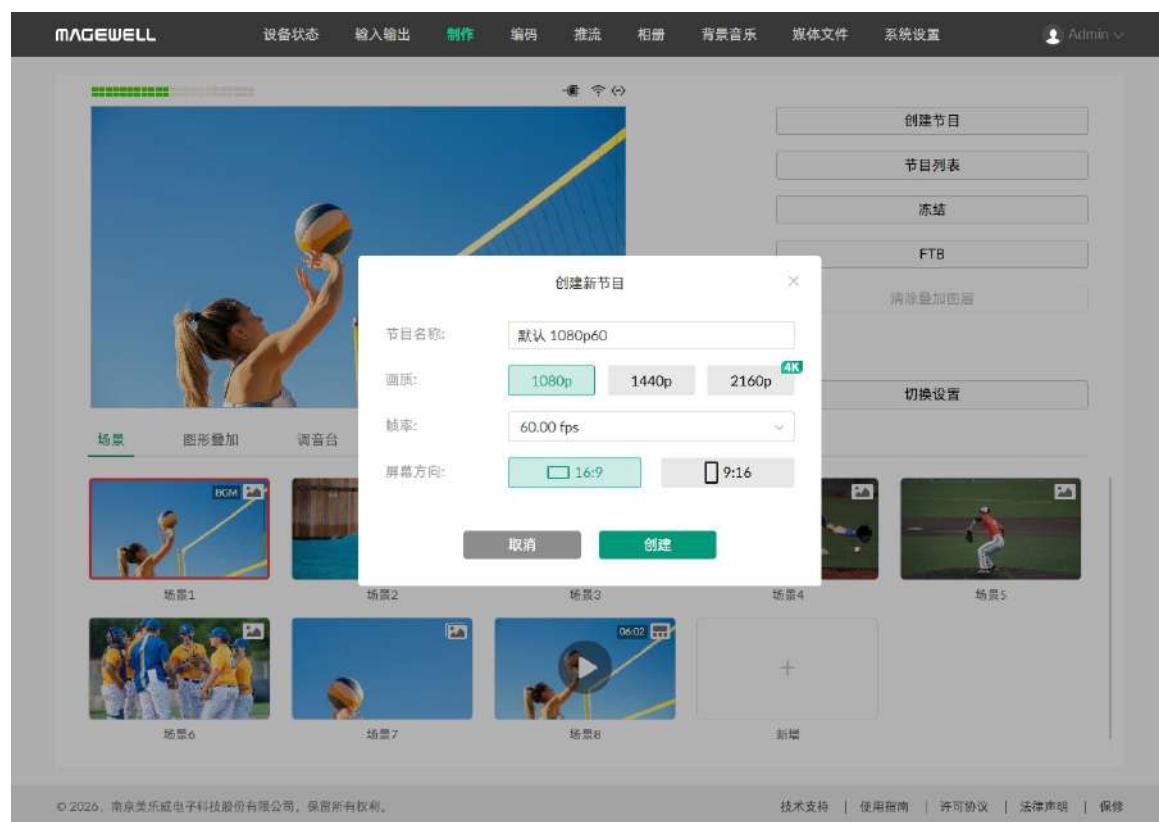 MAGEWELL 设备状态 输入输出 制作 编码 推流 相册 背景音乐 媒体文件 系统设置 Admin
创建节目
节目列表
冻结
FTB
清除叠加图层
切换设置
创建新节目
节目名称: 默认 1080p60
画质: 1080p 1440p 2160p 4K
帧率: 60.00 fps
屏幕方向: 16:9 9:16
取消 创建
场景 图形叠加 调音台
BGM
场景1 场景2 场景3 场景4 场景5
06:02
场景6 场景7 场景8 新增
© 2026, 南京美乐威电子科技股份有限公司, 保留所有权利。 技术支持 | 使用指南 | 许可协议 | 法律声明 | 保修